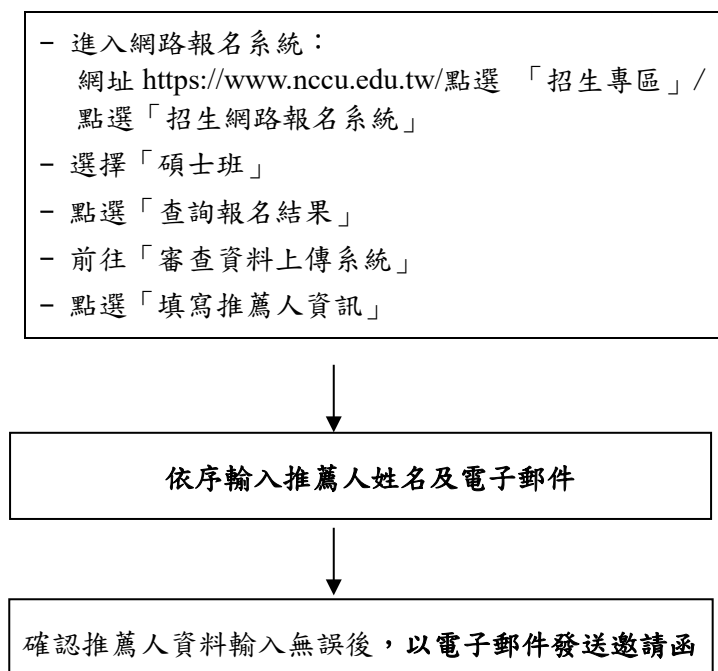 - 進入網路報名系統：
網址 https://www.nccu.edu.tw/點選 「招生專區」/
點選「招生網路報名系統」
- 選擇「碩士班」
- 點選「查詢報名結果」
- 前往「審查資料上傳系統」
- 點選「填寫推薦人資訊」
依序輸入推薦人姓名及電子郵件
確認推薦人資料輸入無誤後，以電子郵件發送邀請函